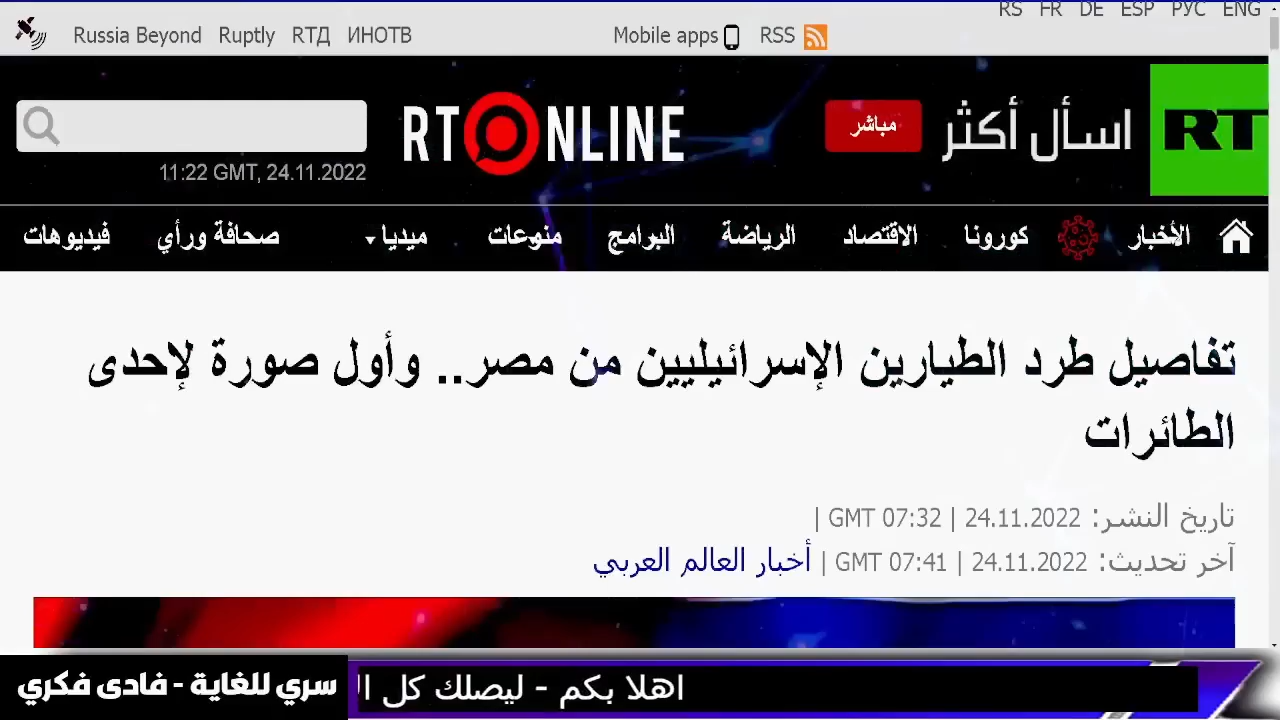 RS FR DE ESP РУС ENG
Russia Beyond Ruptly RTД ИНОТВ Mobile apps RSS
RT ONLINE مباشر اسأل أكثر RT
11:22 GMT, 24.11.2022
الأخبار كورونا الاقتصاد الرياضة البرامج منوعات ميديا صحافة ورأي فيديوهات
تفاصيل طرد الطيارين الإسرائيليين من مصر.. وأول صورة لإحدى
الطائرات
تاريخ النشر: 24.11.2022 | 07:32 GMT |
آخر تحديث: 24.11.2022 | 07:41 GMT | أخبار العالم العربي
اهلا بكم - ليصلك كل ال
سري للغاية - فادى فكري